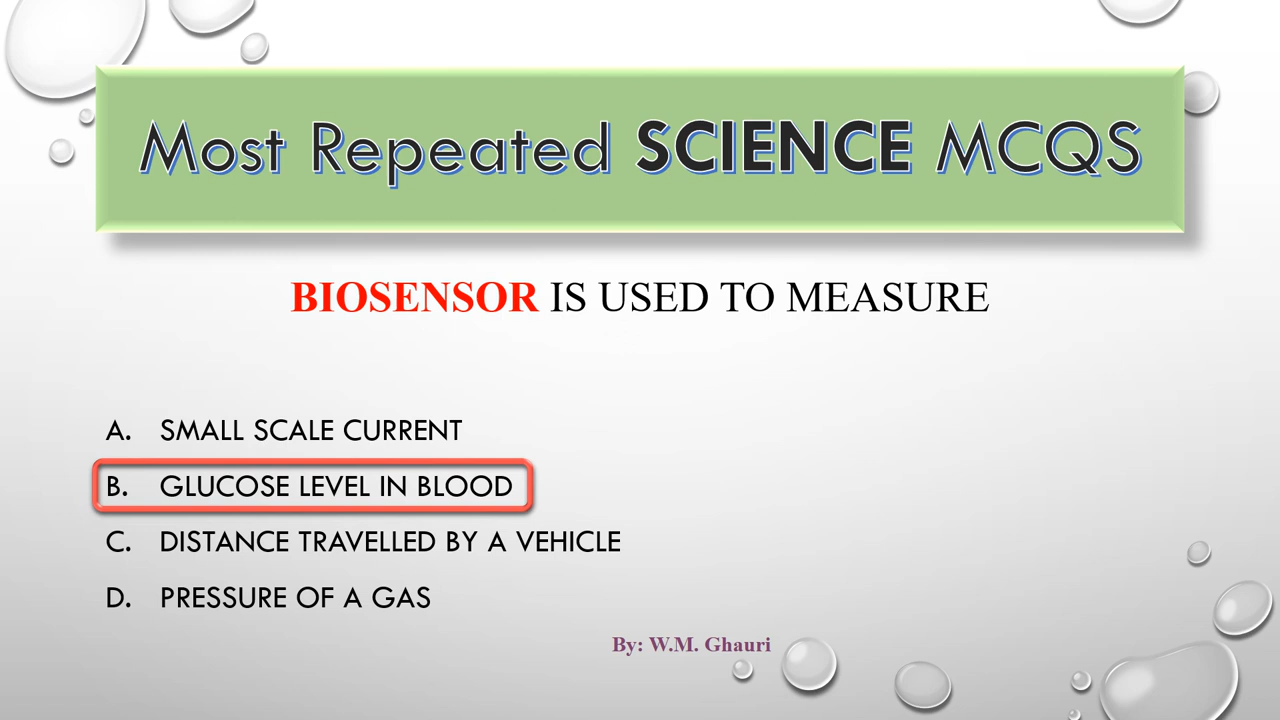 Most Repeated SCIENCE MCQS
BIOSENSOR IS USED TO MEASURE
A. SMALL SCALE CURRENT
B. GLUCOSE LEVEL IN BLOOD
C. DISTANCE TRAVELLED BY A VEHICLE
D. PRESSURE OF A GAS
By: W.M. Ghauri